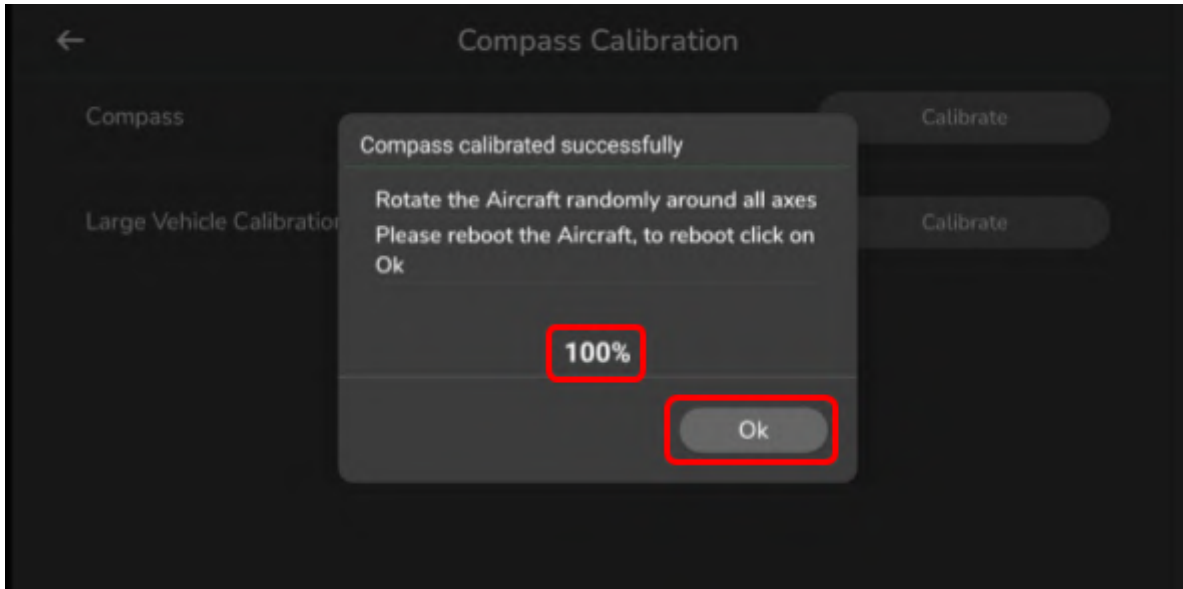 Compass Calibration
Compass
Calibrate
Compass calibrated successfully
Rotate the Aircraft randomly around all axes
Please reboot the Aircraft, to reboot click on
Ok
Large Vehicle Calibration
Calibrate
100%
Ok